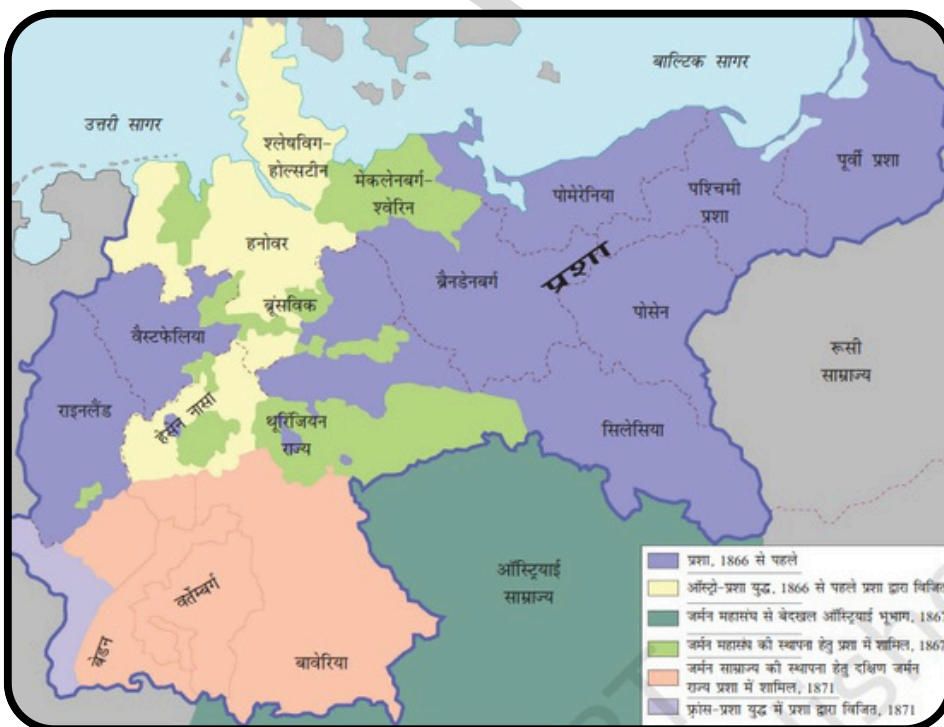 बाल्टिक सागर
उत्तरी सागर
श्लेषविग-
होल्सटीन
मेकलेनबर्ग-
श्वेरिन
पोमेरेनिया
पश्चिमी
प्रशा
पूर्वी प्रशा
हनोवर
ब्रैनडेनबर्ग
प्रशा
ब्रूंसविक
पोसेन
वैस्टफेलिया
रूसी
साम्राज्य
राइनलैंड
हेसेन नासा
थूरिंजियन
राज्य
सिलेसिया
ऑस्ट्रियाई
साम्राज्य
वर्तेम्बर्ग
बेडन
बावेरिया
प्रशा, 1866 से पहले
ऑस्ट्रो-प्रशा युद्ध, 1866 से पहले प्रशा द्वारा विजित
जर्मन महासंघ से बेदखल ऑस्ट्रियाई भूभाग, 1867
जर्मन महासंघ की स्थापना हेतु प्रशा में शामिल, 1867
जर्मन साम्राज्य की स्थापना हेतु दक्षिण जर्मन
राज्य प्रशा में शामिल, 1871
फ्रांस-प्रशा युद्ध में प्रशा द्वारा विजित, 1871